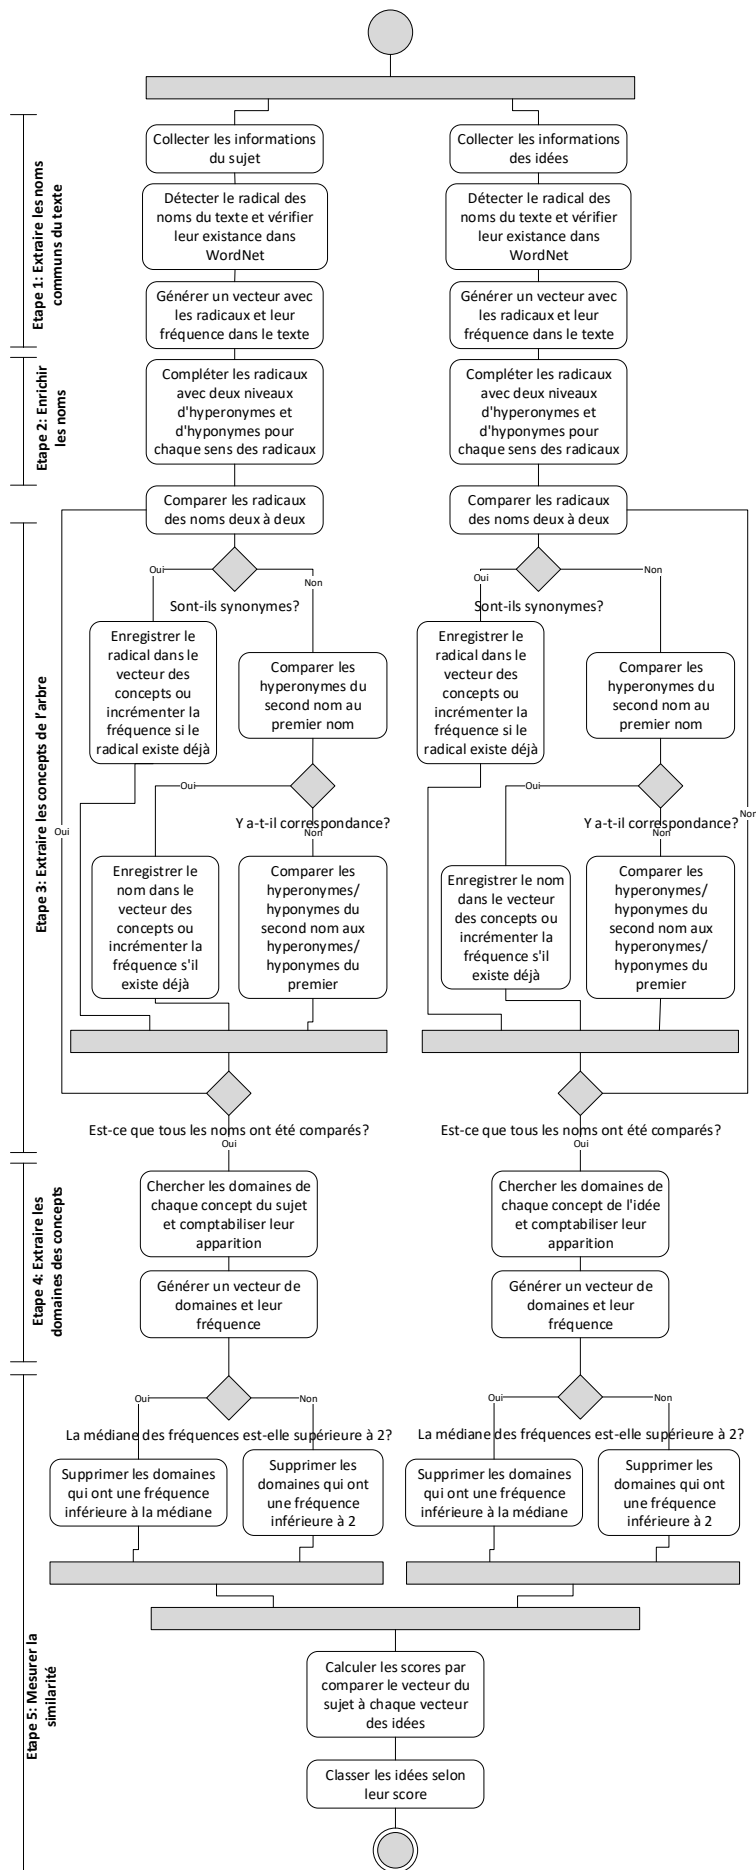 Etape 1: Extraire les noms
communs du texte
Collecter les informations
du sujet
Collecter les informations
des idées
Détecter le radical des
noms du texte et vérifier
leur existance dans
WordNet
Détecter le radical des
noms du texte et vérifier
leur existance dans
WordNet
Générer un vecteur avec
les radicaux et leur
fréquence dans le texte
Générer un vecteur avec
les radicaux et leur
fréquence dans le texte
Etape 2: Enrichir
les noms
Compléter les radicaux
avec deux niveaux
d'hyperonymes et
d'hyponymes pour
chaque sens des radicaux
Compléter les radicaux
avec deux niveaux
d'hyperonymes et
d'hyponymes pour
chaque sens des radicaux
Etape 3: Extraire les concepts de l'arbre
Comparer les radicaux
des noms deux à deux
Comparer les radicaux
des noms deux à deux
Oui
Non
Sont-ils synonymes?
Oui
Non
Sont-ils synonymes?
Enregistrer le
radical dans le
vecteur des
concepts ou
incrémenter la
fréquence si le
radical existe déjà
Comparer les
hyperonymes du
second nom au
premier nom
Enregistrer le
radical dans le
vecteur des
concepts ou
incrémenter la
fréquence si le
radical existe déjà
Comparer les
hyperonymes du
second nom au
premier nom
Oui
Y a-t-il correspondance?
Non
Oui
Oui
Y a-t-il correspondance?
Non
Non
Enregistrer le
nom dans le
vecteur des
concepts ou
incrémenter la
fréquence s'il
existe déjà
Comparer les
hyperonymes/
hyponymes du
second nom aux
hyperonymes/
hyponymes du
premier
Enregistrer le nom
dans le vecteur
des concepts ou
incrémenter la
fréquence s'il
existe déjà
Comparer les
hyperonymes/
hyponymes du
second nom aux
hyperonymes/
hyponymes du
premier
Est-ce que tous les noms ont été comparés?
Oui
Est-ce que tous les noms ont été comparés?
Oui
Etape 4: Extraire les
domaines des concepts
Chercher les domaines de
chaque concept du sujet
et comptabiliser leur
apparition
Chercher les domaines de
chaque concept de l'idée
et comptabiliser leur
apparition
Générer un vecteur de
domaines et leur
fréquence
Générer un vecteur de
domaines et leur
fréquence
Etape 5: Mesurer la
similarité
Oui
Non
La médiane des fréquences est-elle supérieure à 2?
Oui
Non
La médiane des fréquences est-elle supérieure à 2?
Supprimer les domaines
qui ont une fréquence
inférieure à la médiane
Supprimer les
domaines qui ont
une fréquence
inférieure à 2
Supprimer les domaines
qui ont une fréquence
inférieure à la médiane
Supprimer les
domaines qui ont
une fréquence
inférieure à 2
Calculer les scores par
comparer le vecteur du
sujet à chaque vecteur
des idées
Classer les idées selon
leur score